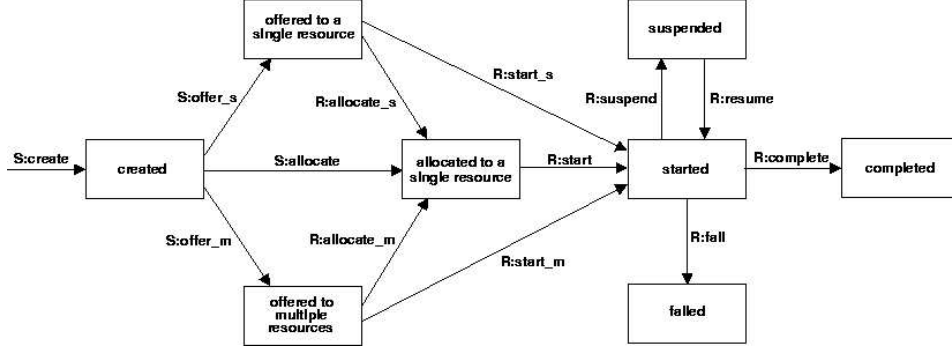 offered to a
single resource
suspended
R:start_s
S:offer_s
R:allocate_s
R:suspend
R:resume
S:create
created
S:allocate
allocated to a
single resource
R:start
started
R:complete
completed
S:offer_m
R:allocate_m
R:start_m
R:fail
offered to
multiple
resources
failed